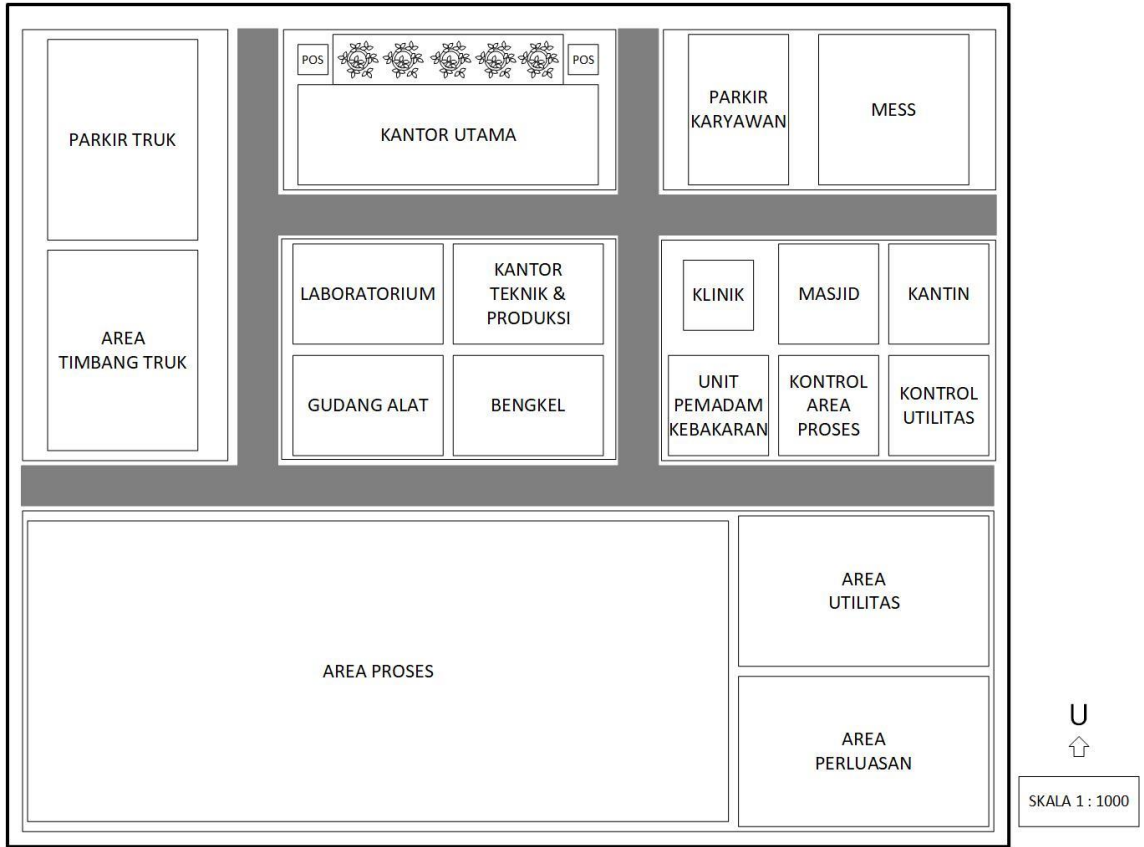 POS
POS
PARKIR TRUK
KANTOR UTAMA
PARKIR
KARYAWAN
MESS
AREA
TIMBANG TRUK
LABORATORIUM
KANTOR
TEKNIK &
PRODUKSI
KLINIK
MASJID
KANTIN
GUDANG ALAT
BENGKEL
UNIT
PEMADAM
KEBAKARAN
KONTROL
AREA
PROSES
KONTROL
UTILITAS
AREA PROSES
AREA
UTILITAS
AREA
PERLUASAN
U
SKALA 1 : 1000